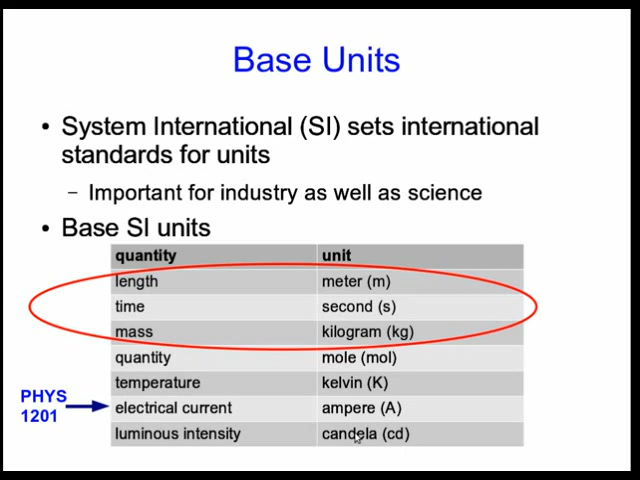 Base Units
• System International (SI) sets international
standards for units
– Important for industry as well as science
• Base SI units
quantity unit
length meter (m)
time second (s)
mass kilogram (kg)
quantity mole (mol)
temperature kelvin (K)
PHYS
1201
electrical current ampere (A)
luminous intensity candela (cd)